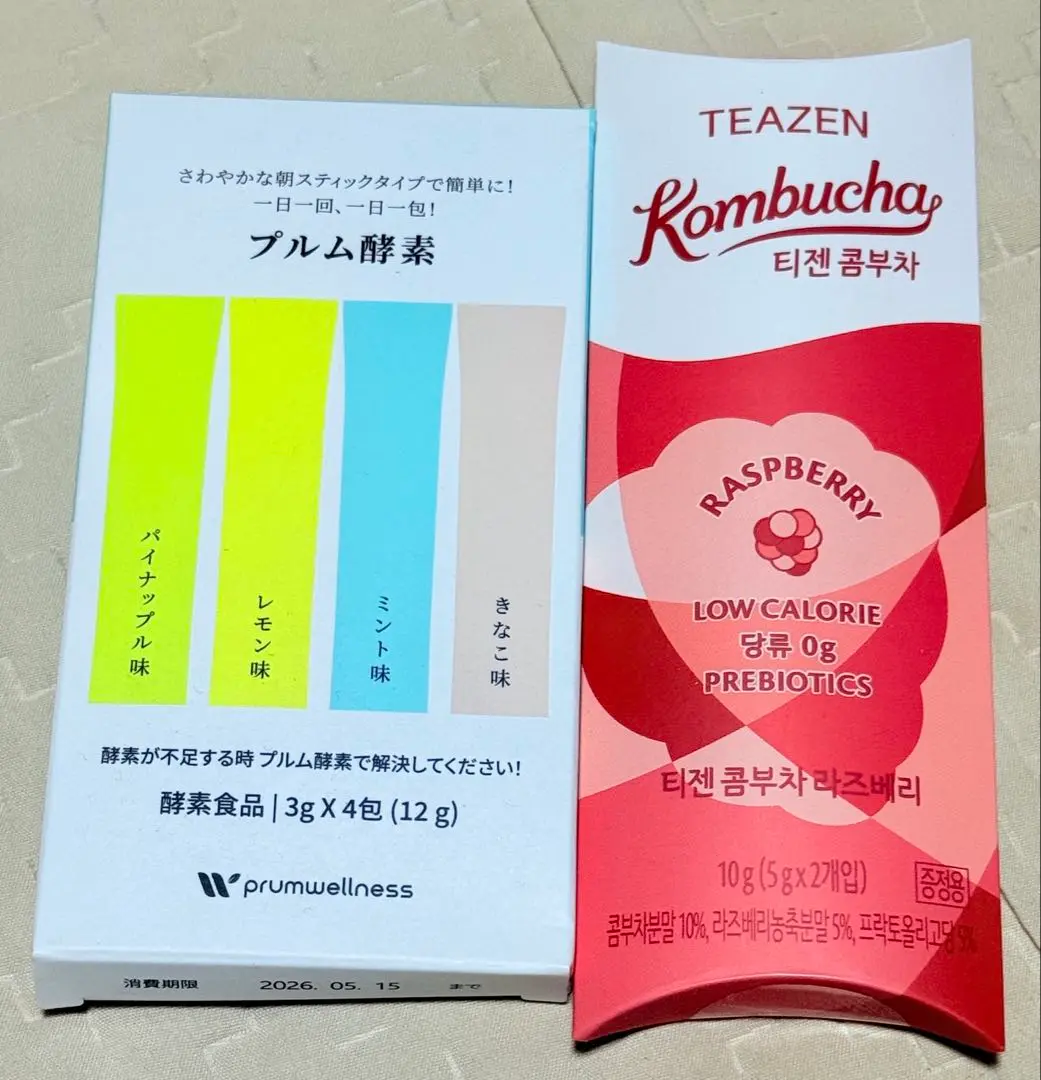 さわやかな朝スティックタイプで簡単に!
一日一回、一日一包!
プルム酵素
パイナップル味
レモン味
ミント味
きなこ味
酵素が不足する時 プルム酵素で解決してください!
酵素食品 | 3g X 4包 (12 g)
prumwellness
消費期限 2026. 05. 15 まで
TEAZEN
Kombucha
티젠 콤부차
RASPBERRY
LOW CALORIE
당류 0g
PREBIOTICS
티젠 콤부차 라즈베리
10g (5gx2개입) 증정용
콤부차분말 10%, 라즈베리농축분말 5%, 프락토올리고당 9%